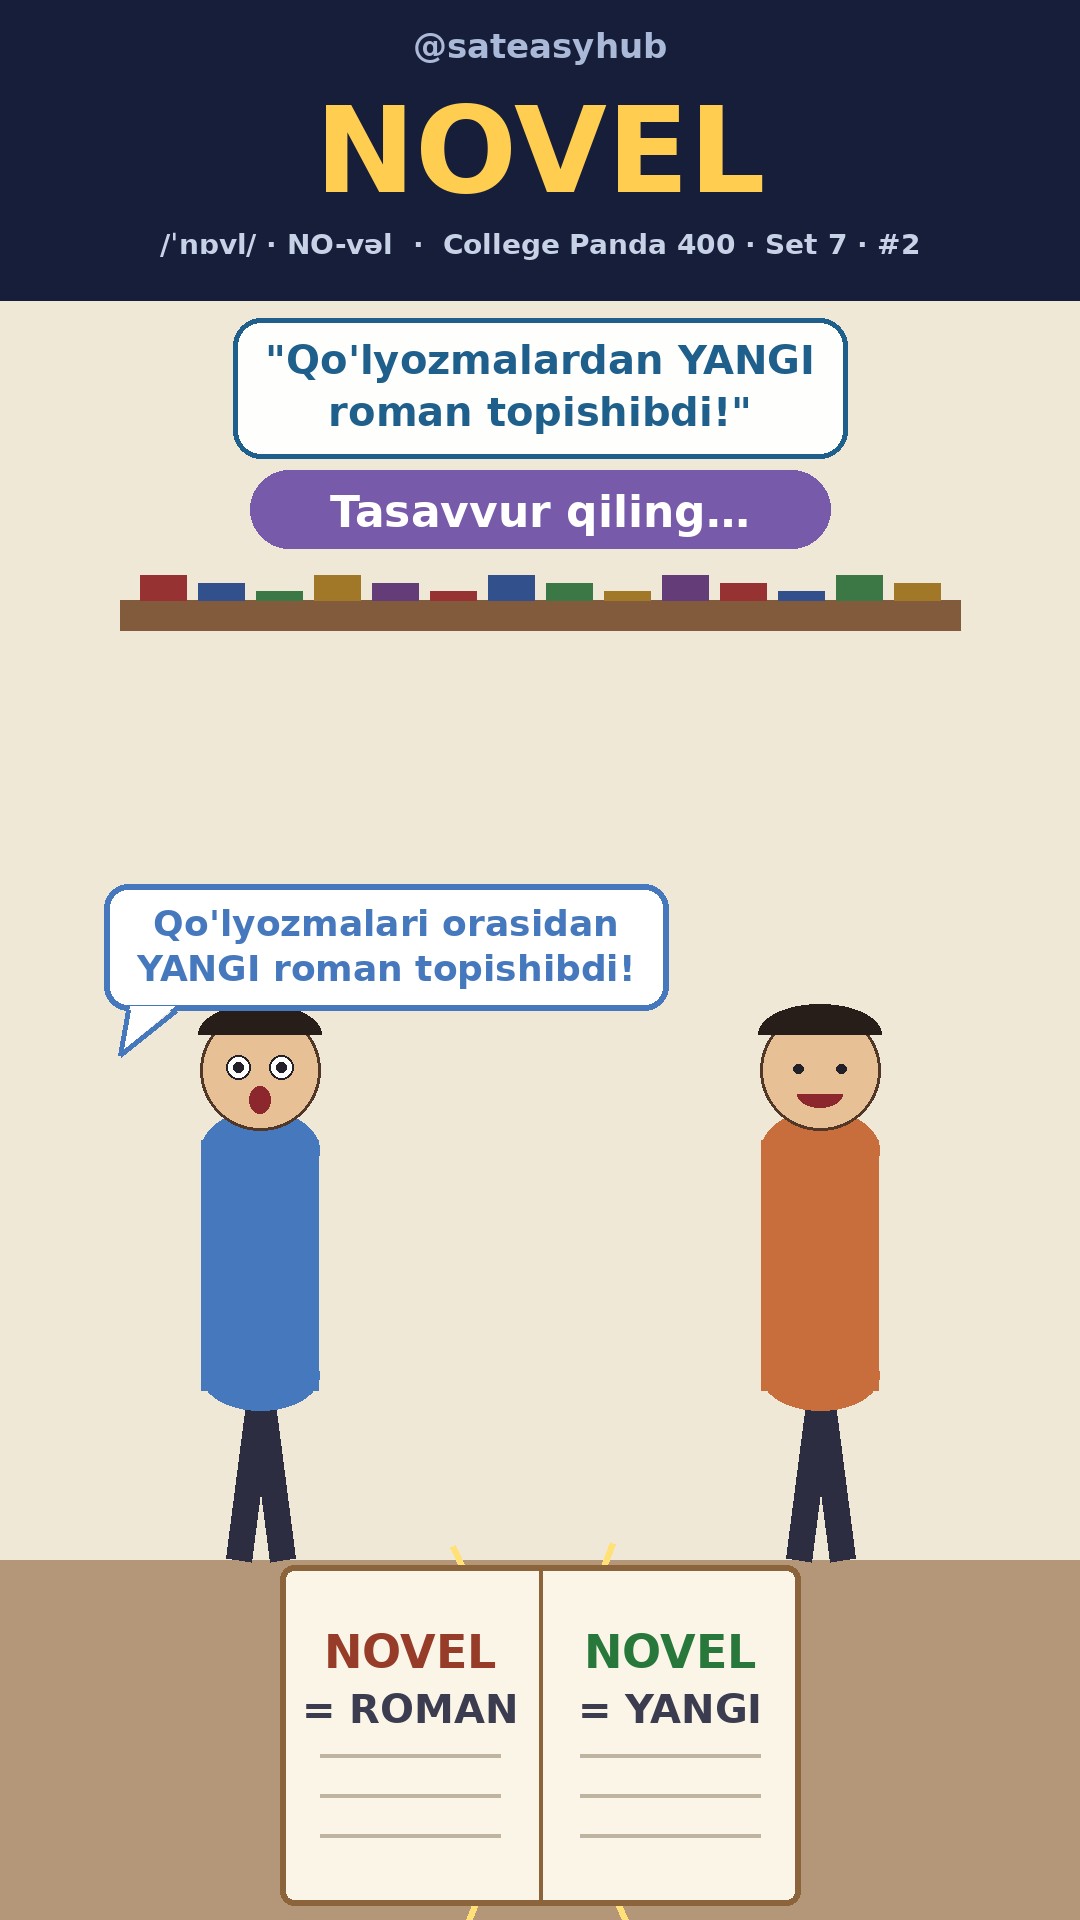 @sateasyhub
NOVEL
/ˈnɒvl/ · NO-vəl · College Panda 400 · Set 7 · #2
"Qo'lyozmalardan YANGI
roman topishibdi!"
Tasavvur qiling…
Qo'lyozmalari orasidan
YANGI roman topishibdi!
NOVEL
= ROMAN
NOVEL
= YANGI